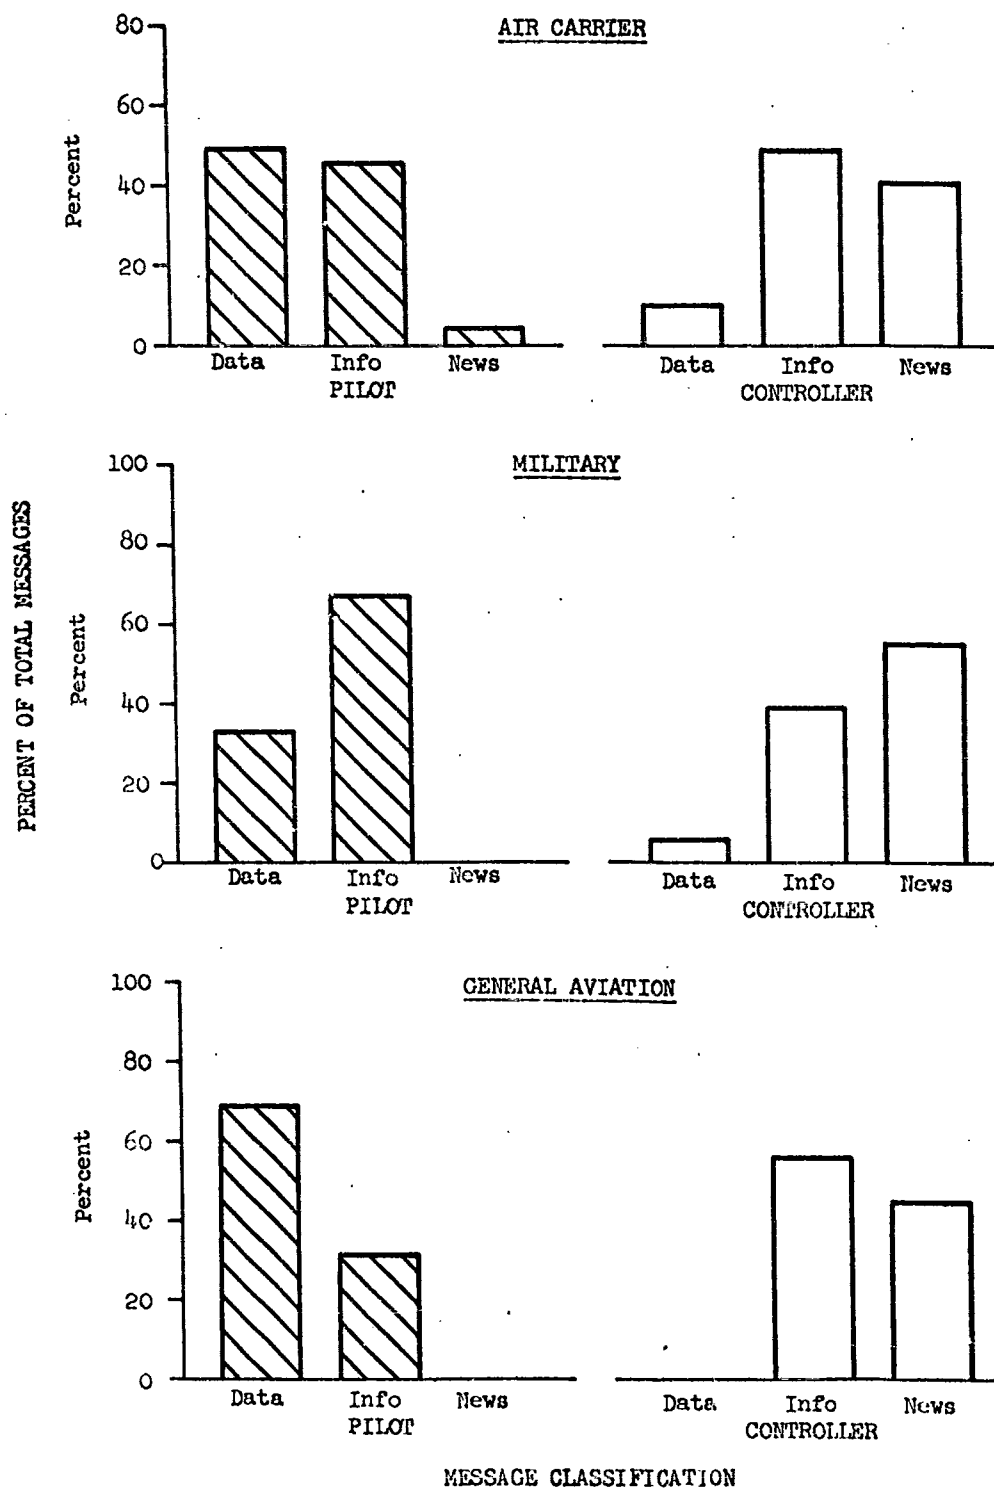 PERCENT OF TOTAL MESSAGES
AIR CARRIER
Percent
80
60
40
20
0
Data Info News
PILOT
Data Info News
CONTROLLER
MILITARY
Percent
100
80
60
40
20
0
Data Info News
PILOT
Data Info News
CONTROLLER
GENERAL AVIATION
Percent
100
80
60
40
20
0
Data Info News
PILOT
Data Info News
CONTROLLER
MESSAGE CLASSIFICATION